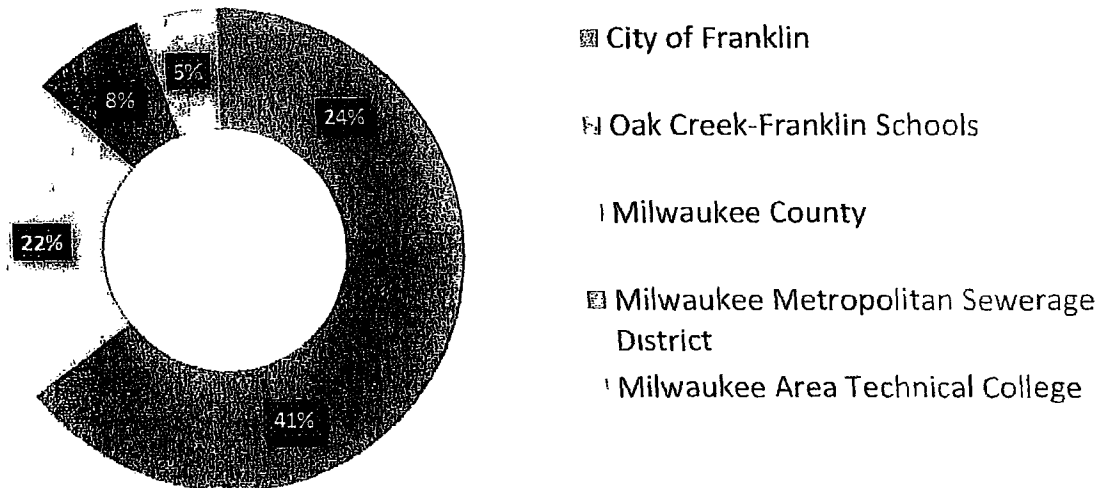 5%
8%
24%
22%
41%
City of Franklin
Oak Creek-Franklin Schools
Milwaukee County
Milwaukee Metropolitan Sewerage
District
Milwaukee Area Technical College